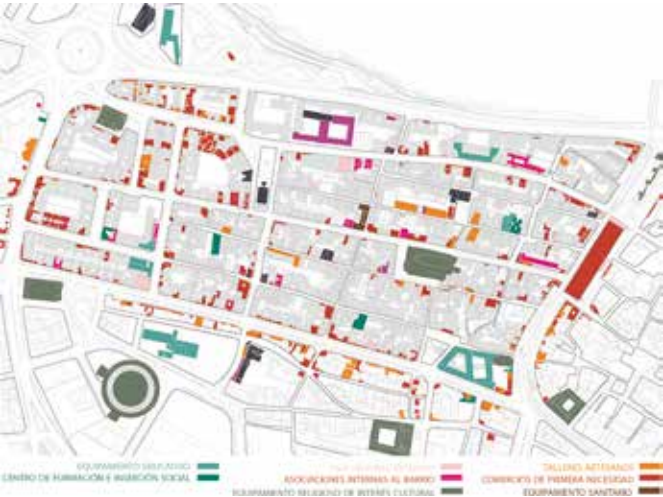 EQUIPAMIENTO EDUCATIVO
CENTRO DE FORMACIÓN E INSERCIÓN SOCIAL
ASOCIACIONES INTERNAS AL BARRIO
EQUIPAMIENTO RELIGIOSO DE INTERÉS CULTURAL
TALLERES ARTESANOS
COMERCIOS DE PRIMERA NECESIDAD
EQUIPAMIENTO SANITARIO